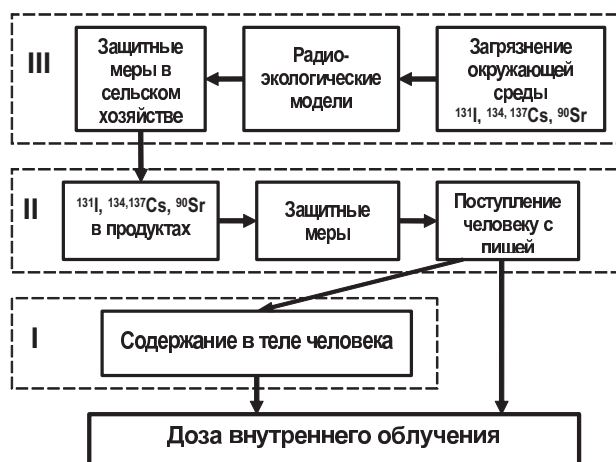 III
Защитные
меры в
сельском
хозяйстве
Радио-
экологические
модели
Загрязнение
окружающей
среды
¹³¹I, ¹³⁴, ¹³⁷Cs, ⁹⁰Sr
II
¹³¹I, ¹³⁴,¹³⁷Cs, ⁹⁰Sr
в продуктах
Защитные
меры
Поступление
человеку с
пищей
I
Содержание в теле человека
Доза внутреннего облучения